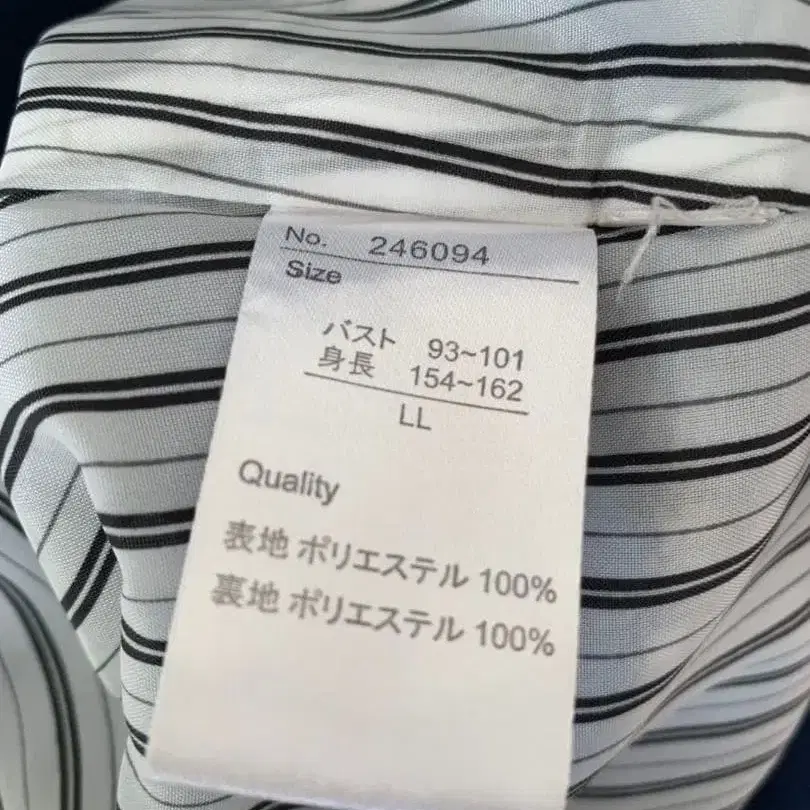 No. 246094
Size
バスト 93~101
身長 154~162
LL
Quality
表地 ポリエステル 100%
裏地 ポリエステル 100%